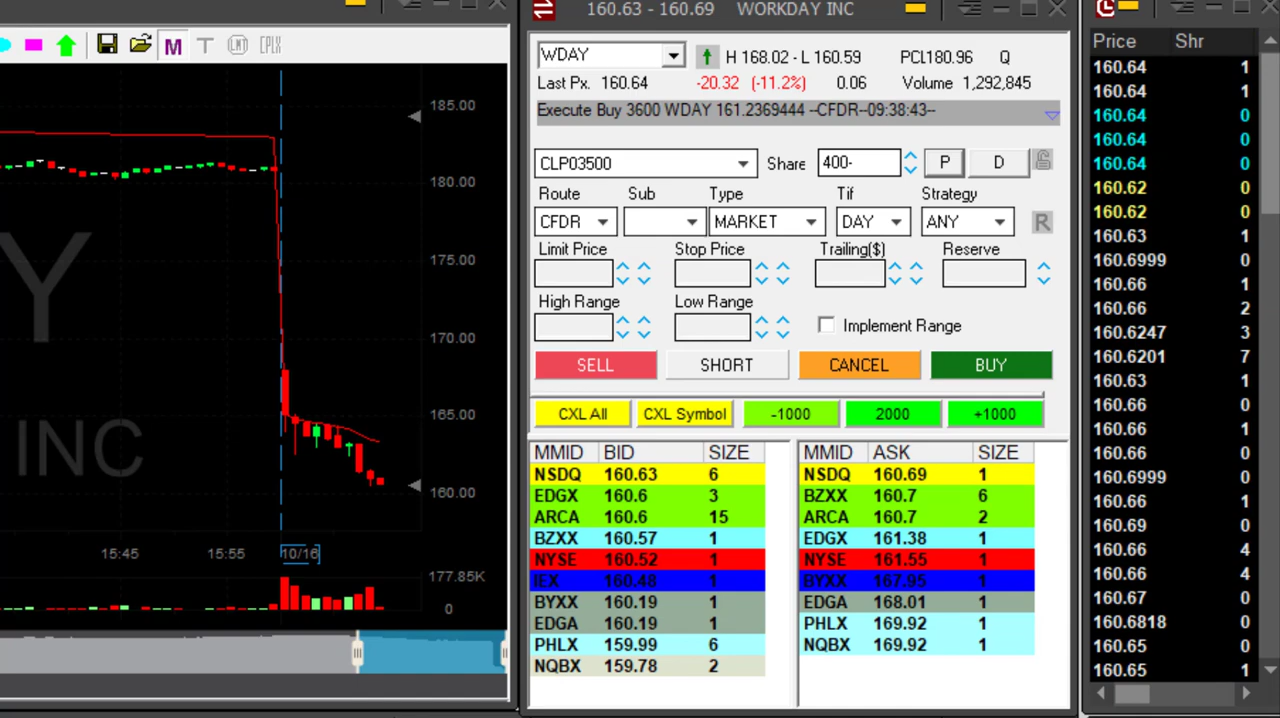 M T CPLX
185.00
180.00
175.00
170.00
165.00
160.00
Y
INC
15:45 15:55 10/16
177.85K
0
160.63 - 160.69 WORKDAY INC
WDAY H 168.02 - L 160.59 PCL180.96 Q
Last Px. 160.64 -20.32 (-11.2%) 0.06 Volume 1,292,845
Execute Buy 3600 WDAY 161.2369444 --CFDR--09:38:43--
CLP03500 Share 400- P D
Route Sub Type Tif Strategy
CFDR MARKET DAY ANY R
Limit Price Stop Price Trailing($) Reserve
High Range Low Range
Implement Range
SELL SHORT CANCEL BUY
CXL All CXL Symbol -1000 2000 +1000
MMID BID SIZE
NSDQ 160.63 6
EDGX 160.6 3
ARCA 160.6 15
BZXX 160.57 1
NYSE 160.52 1
IEX 160.48 1
BYXX 160.19 1
EDGA 160.19 1
PHLX 159.99 6
NQBX 159.78 2
MMID ASK SIZE
NSDQ 160.69 1
BZXX 160.7 6
ARCA 160.7 2
EDGX 161.38 1
NYSE 161.55 1
BYXX 167.95 1
EDGA 168.01 1
PHLX 169.92 1
NQBX 169.92 1
Price Shr
160.64 1
160.64 1
160.64 0
160.64 0
160.64 0
160.62 0
160.62 0
160.63 1
160.6999 0
160.66 1
160.66 2
160.6247 3
160.6201 7
160.63 1
160.66 0
160.66 1
160.66 0
160.6999 0
160.66 1
160.69 0
160.66 4
160.66 4
160.67 0
160.6818 0
160.65 0
160.65 1